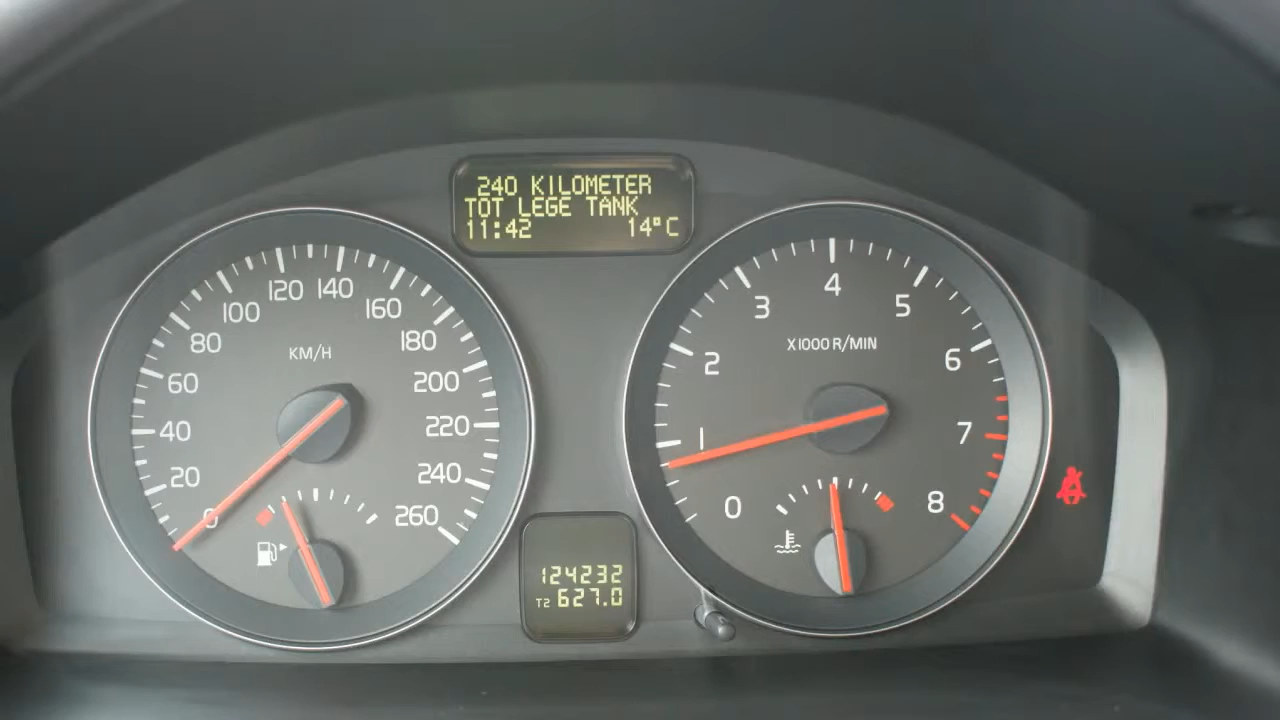 240 KILOMETER
TOT LEGE TANK
11:42 14°C
0 20 40 60 80 100 120 140 160 180 200 220 240 260
KM/H
0 1 2 3 4 5 6 7 8
X1000 R/MIN
124232
T2 627.0